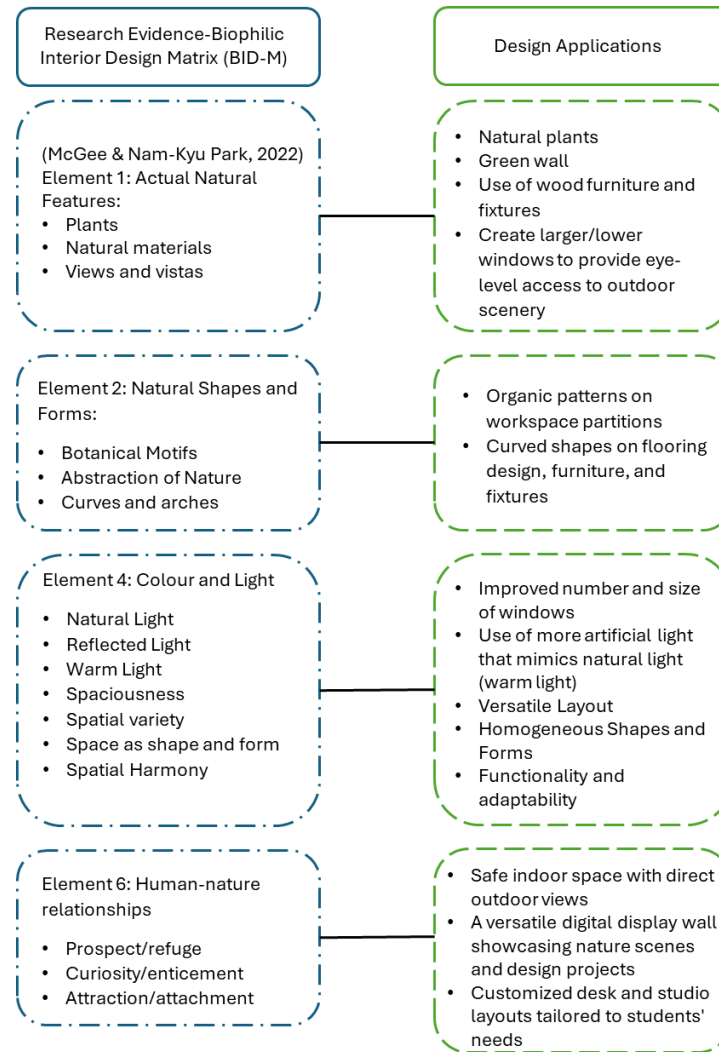 Research Evidence-Biophilic
Interior Design Matrix (BID-M)
Design Applications
(McGee & Nam-Kyu Park, 2022)
Element 1: Actual Natural
Features:
• Plants
• Natural materials
• Views and vistas
• Natural plants
• Green wall
• Use of wood furniture and
fixtures
• Create larger/lower
windows to provide eye-
level access to outdoor
scenery
Element 2: Natural Shapes and
Forms:
• Botanical Motifs
• Abstraction of Nature
• Curves and arches
• Organic patterns on
workspace partitions
• Curved shapes on flooring
design, furniture, and
fixtures
Element 4: Colour and Light
• Natural Light
• Reflected Light
• Warm Light
• Spaciousness
• Spatial variety
• Space as shape and form
• Spatial Harmony
• Improved number and size
of windows
• Use of more artificial light
that mimics natural light
(warm light)
• Versatile Layout
• Homogeneous Shapes and
Forms
• Functionality and
adaptability
Element 6: Human-nature
relationships
• Prospect/refuge
• Curiosity/enticement
• Attraction/attachment
• Safe indoor space with direct
outdoor views
• A versatile digital display wall
showcasing nature scenes
and design projects
• Customized desk and studio
layouts tailored to students'
needs